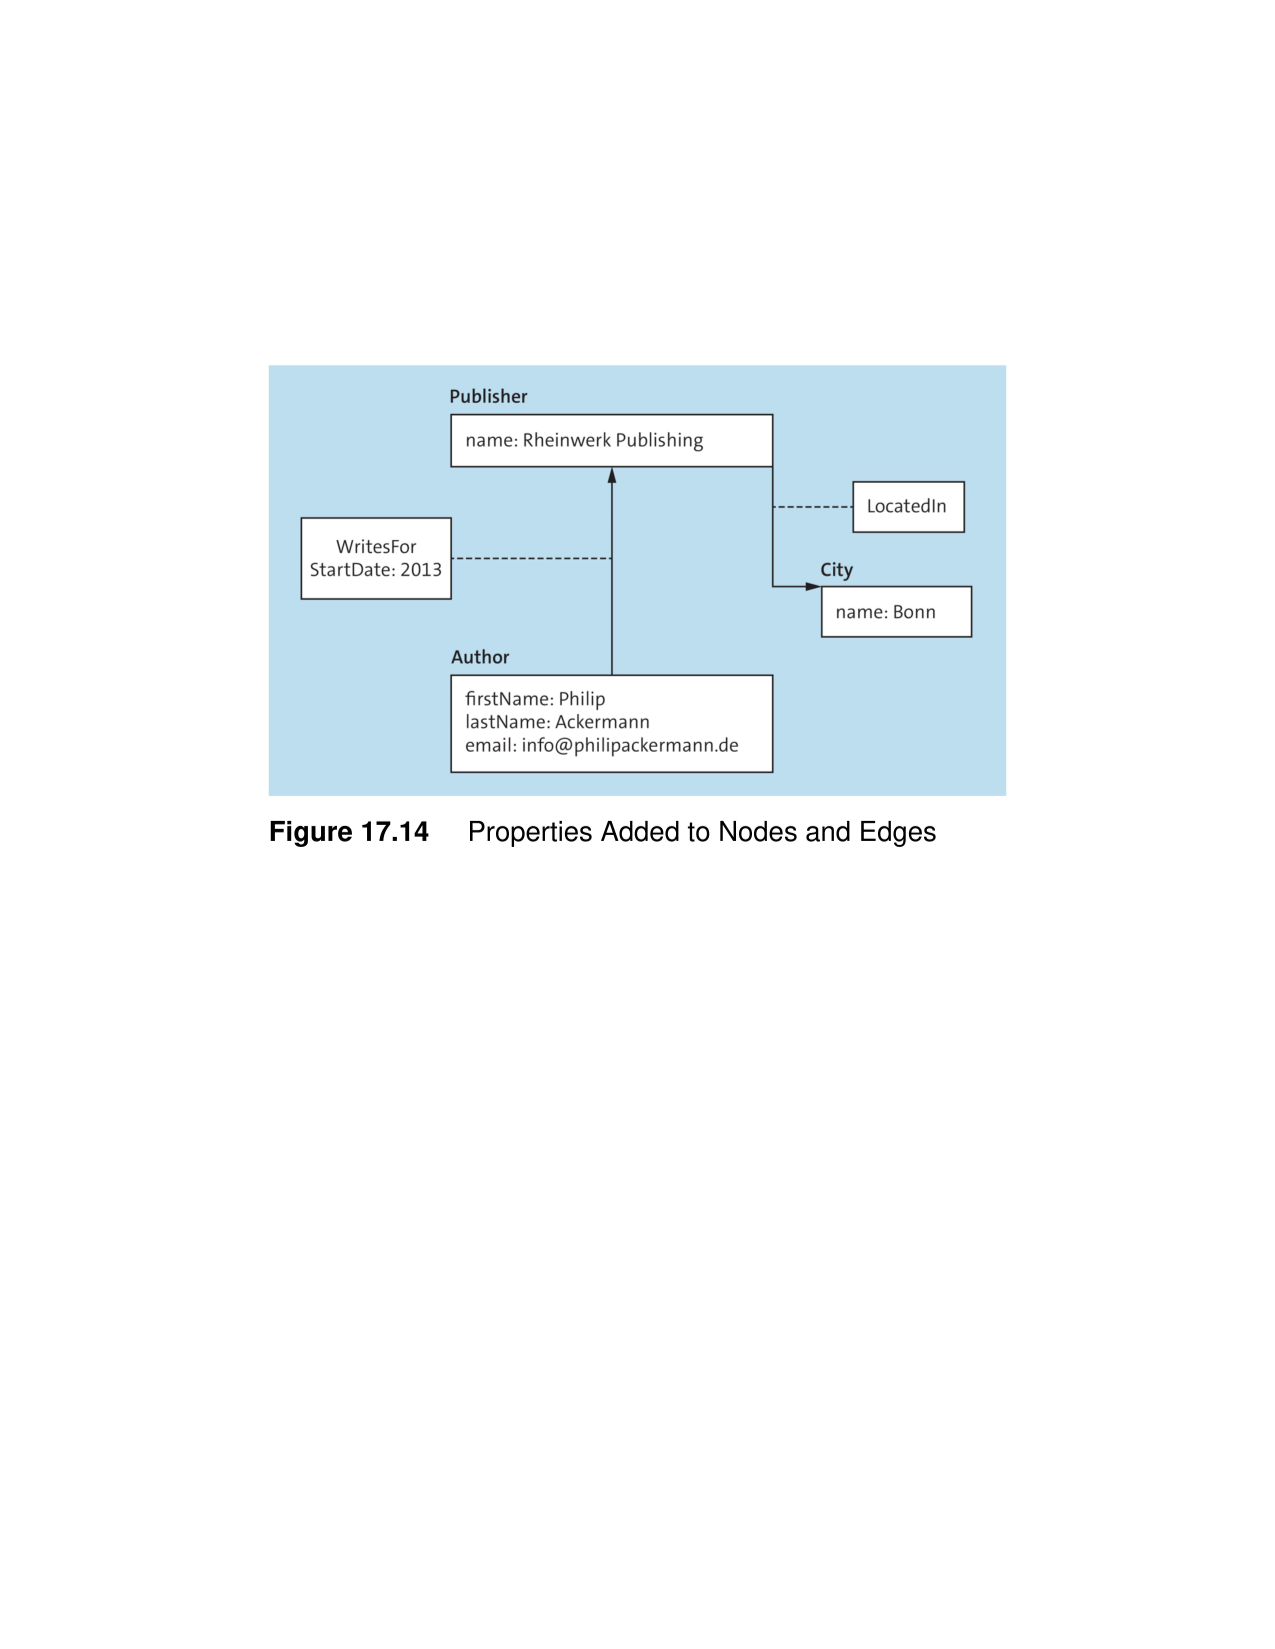 Publisher
name: Rheinwerk Publishing
LocatedIn
WritesFor
StartDate: 2013
City
name: Bonn
Author
firstName: Philip
lastName: Ackermann
email: info@philipackermann.de
Figure 17.14 Properties Added to Nodes and Edges